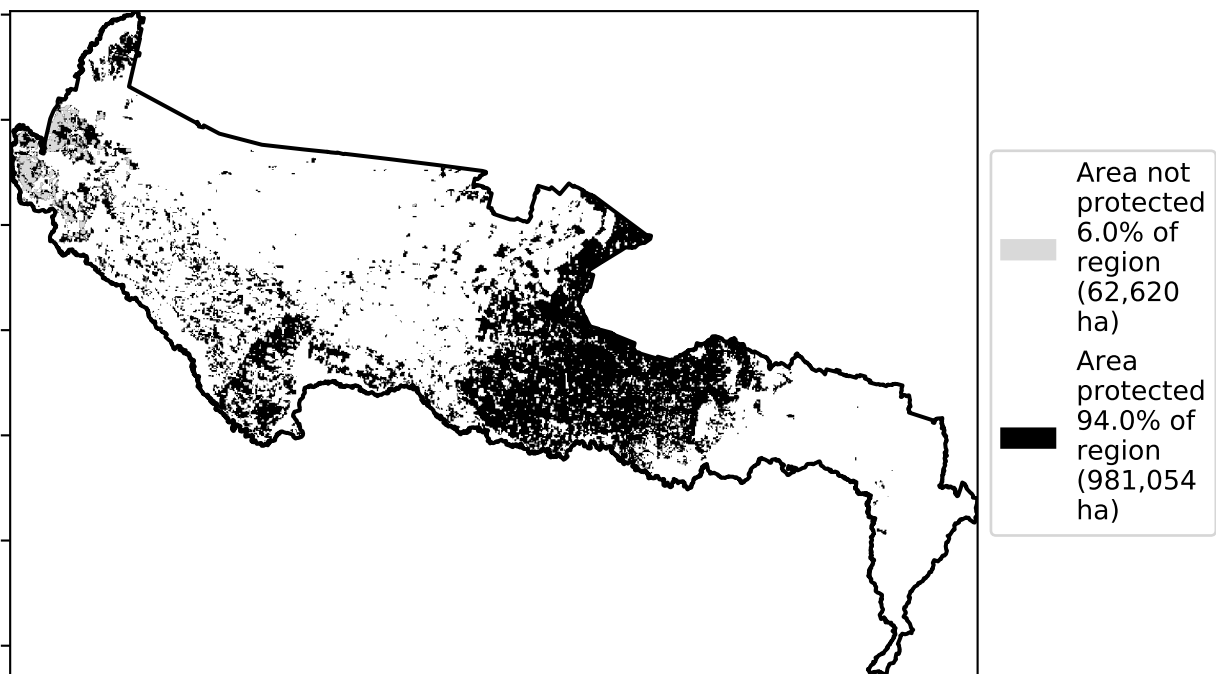 Area not
protected
6.0% of
region
(62,620
ha)
Area
protected
94.0% of
region
(981,054
ha)